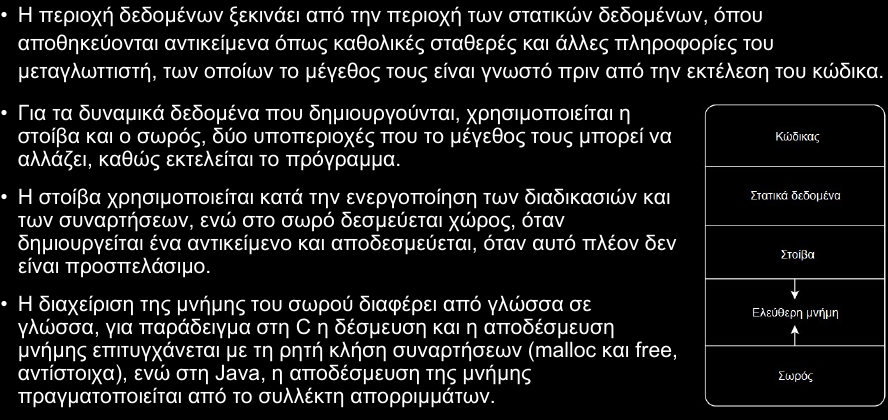 • Η περιοχή δεδομένων ξεκινάει από την περιοχή των στατικών δεδομένων, όπου
αποθηκεύονται αντικείμενα όπως καθολικές σταθερές και άλλες πληροφορίες του
μεταγλωττιστή, των οποίων το μέγεθος τους είναι γνωστό πριν από την εκτέλεση του κώδικα.
• Για τα δυναμικά δεδομένα που δημιουργούνται, χρησιμοποιείται η
στοίβα και ο σωρός, δύο υποπεριοχές που το μέγεθος τους μπορεί να
αλλάζει, καθώς εκτελείται το πρόγραμμα.
• Η στοίβα χρησιμοποιείται κατά την ενεργοποίηση των διαδικασιών και
των συναρτήσεων, ενώ στο σωρό δεσμεύεται χώρος, όταν
δημιουργείται ένα αντικείμενο και αποδεσμεύεται, όταν αυτό πλέον δεν
είναι προσπελάσιμο.
• Η διαχείριση της μνήμης του σωρού διαφέρει από γλώσσα σε
γλώσσα, για παράδειγμα στη C η δέσμευση και η αποδέσμευση
μνήμης επιτυγχάνεται με τη ρητή κλήση συναρτήσεων (malloc και free,
αντίστοιχα), ενώ στη Java, η αποδέσμευση της μνήμης
πραγματοποιείται από το συλλέκτη απορριμμάτων.
Κώδικας
Στατικά δεδομένα
Στοίβα
Ελεύθερη μνήμη
Σωρός